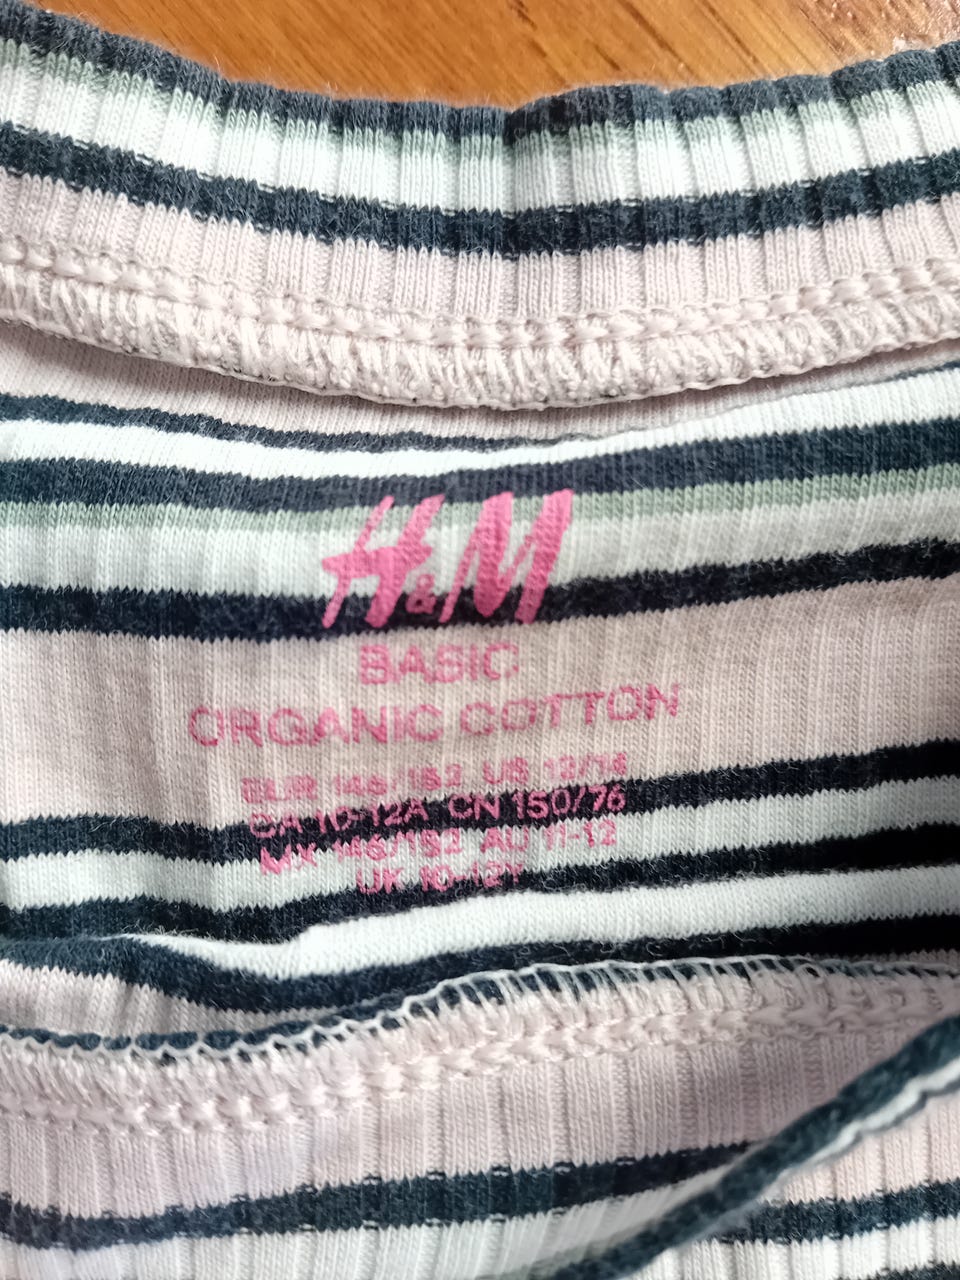 H&M
BASIC
ORGANIC COTTON
EUR 146/152 US 12/14
CA 10-12A CN 150/76
MX 146/152 AU 11-12
UK 10-12Y